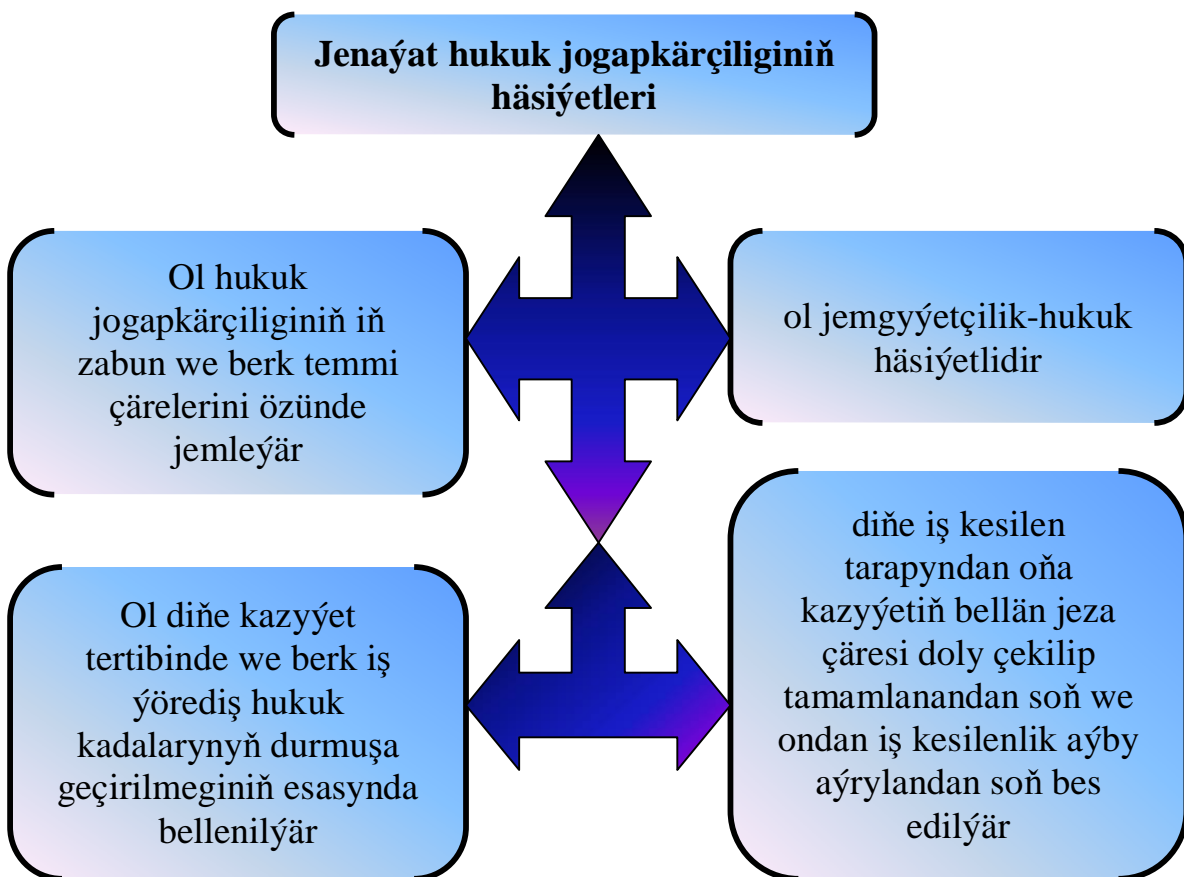 Jenaýat hukuk jogapkärçiliginiň
häsiýetleri
Ol hukuk
jogapkärçiliginiň iň
zabun we berk temmi
çärelerini özünde
jemleýär
ol jemgyýetçilik-hukuk
häsiýetlidir
Ol diňe kazyýet
tertibinde we berk iş
ýörediş hukuk
kadalarynyň durmuşa
geçirilmeginiň esasynda
bellenilýär
diňe iş kesilen
tarapyndan oňa
kazyýetiň bellän jeza
çäresi doly çekilip
tamamlanandan soň we
ondan iş kesilenlik aýby
aýrylandan soň bes
edilýär